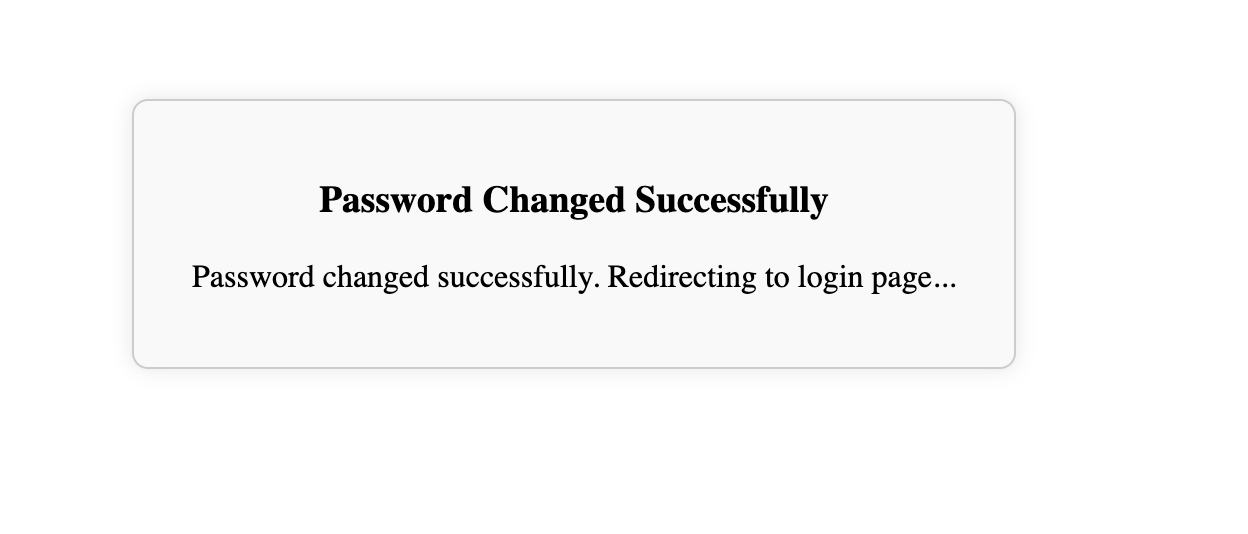 Password Changed Successfully
Password changed successfully. Redirecting to login page...